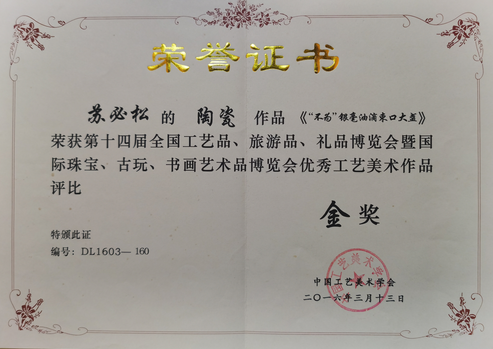 荣誉证书
苏必松的 陶瓷 作品《“不为”银毫油滴束口大盏》
荣获第十四届全国工艺品、旅游品、礼品博览会暨国
际珠宝、古玩、书画艺术品博览会优秀工艺美术作品
评比
金奖
特颁此证
编号：DL1603—160
中国工艺美术学会
二〇一六年三月十三日